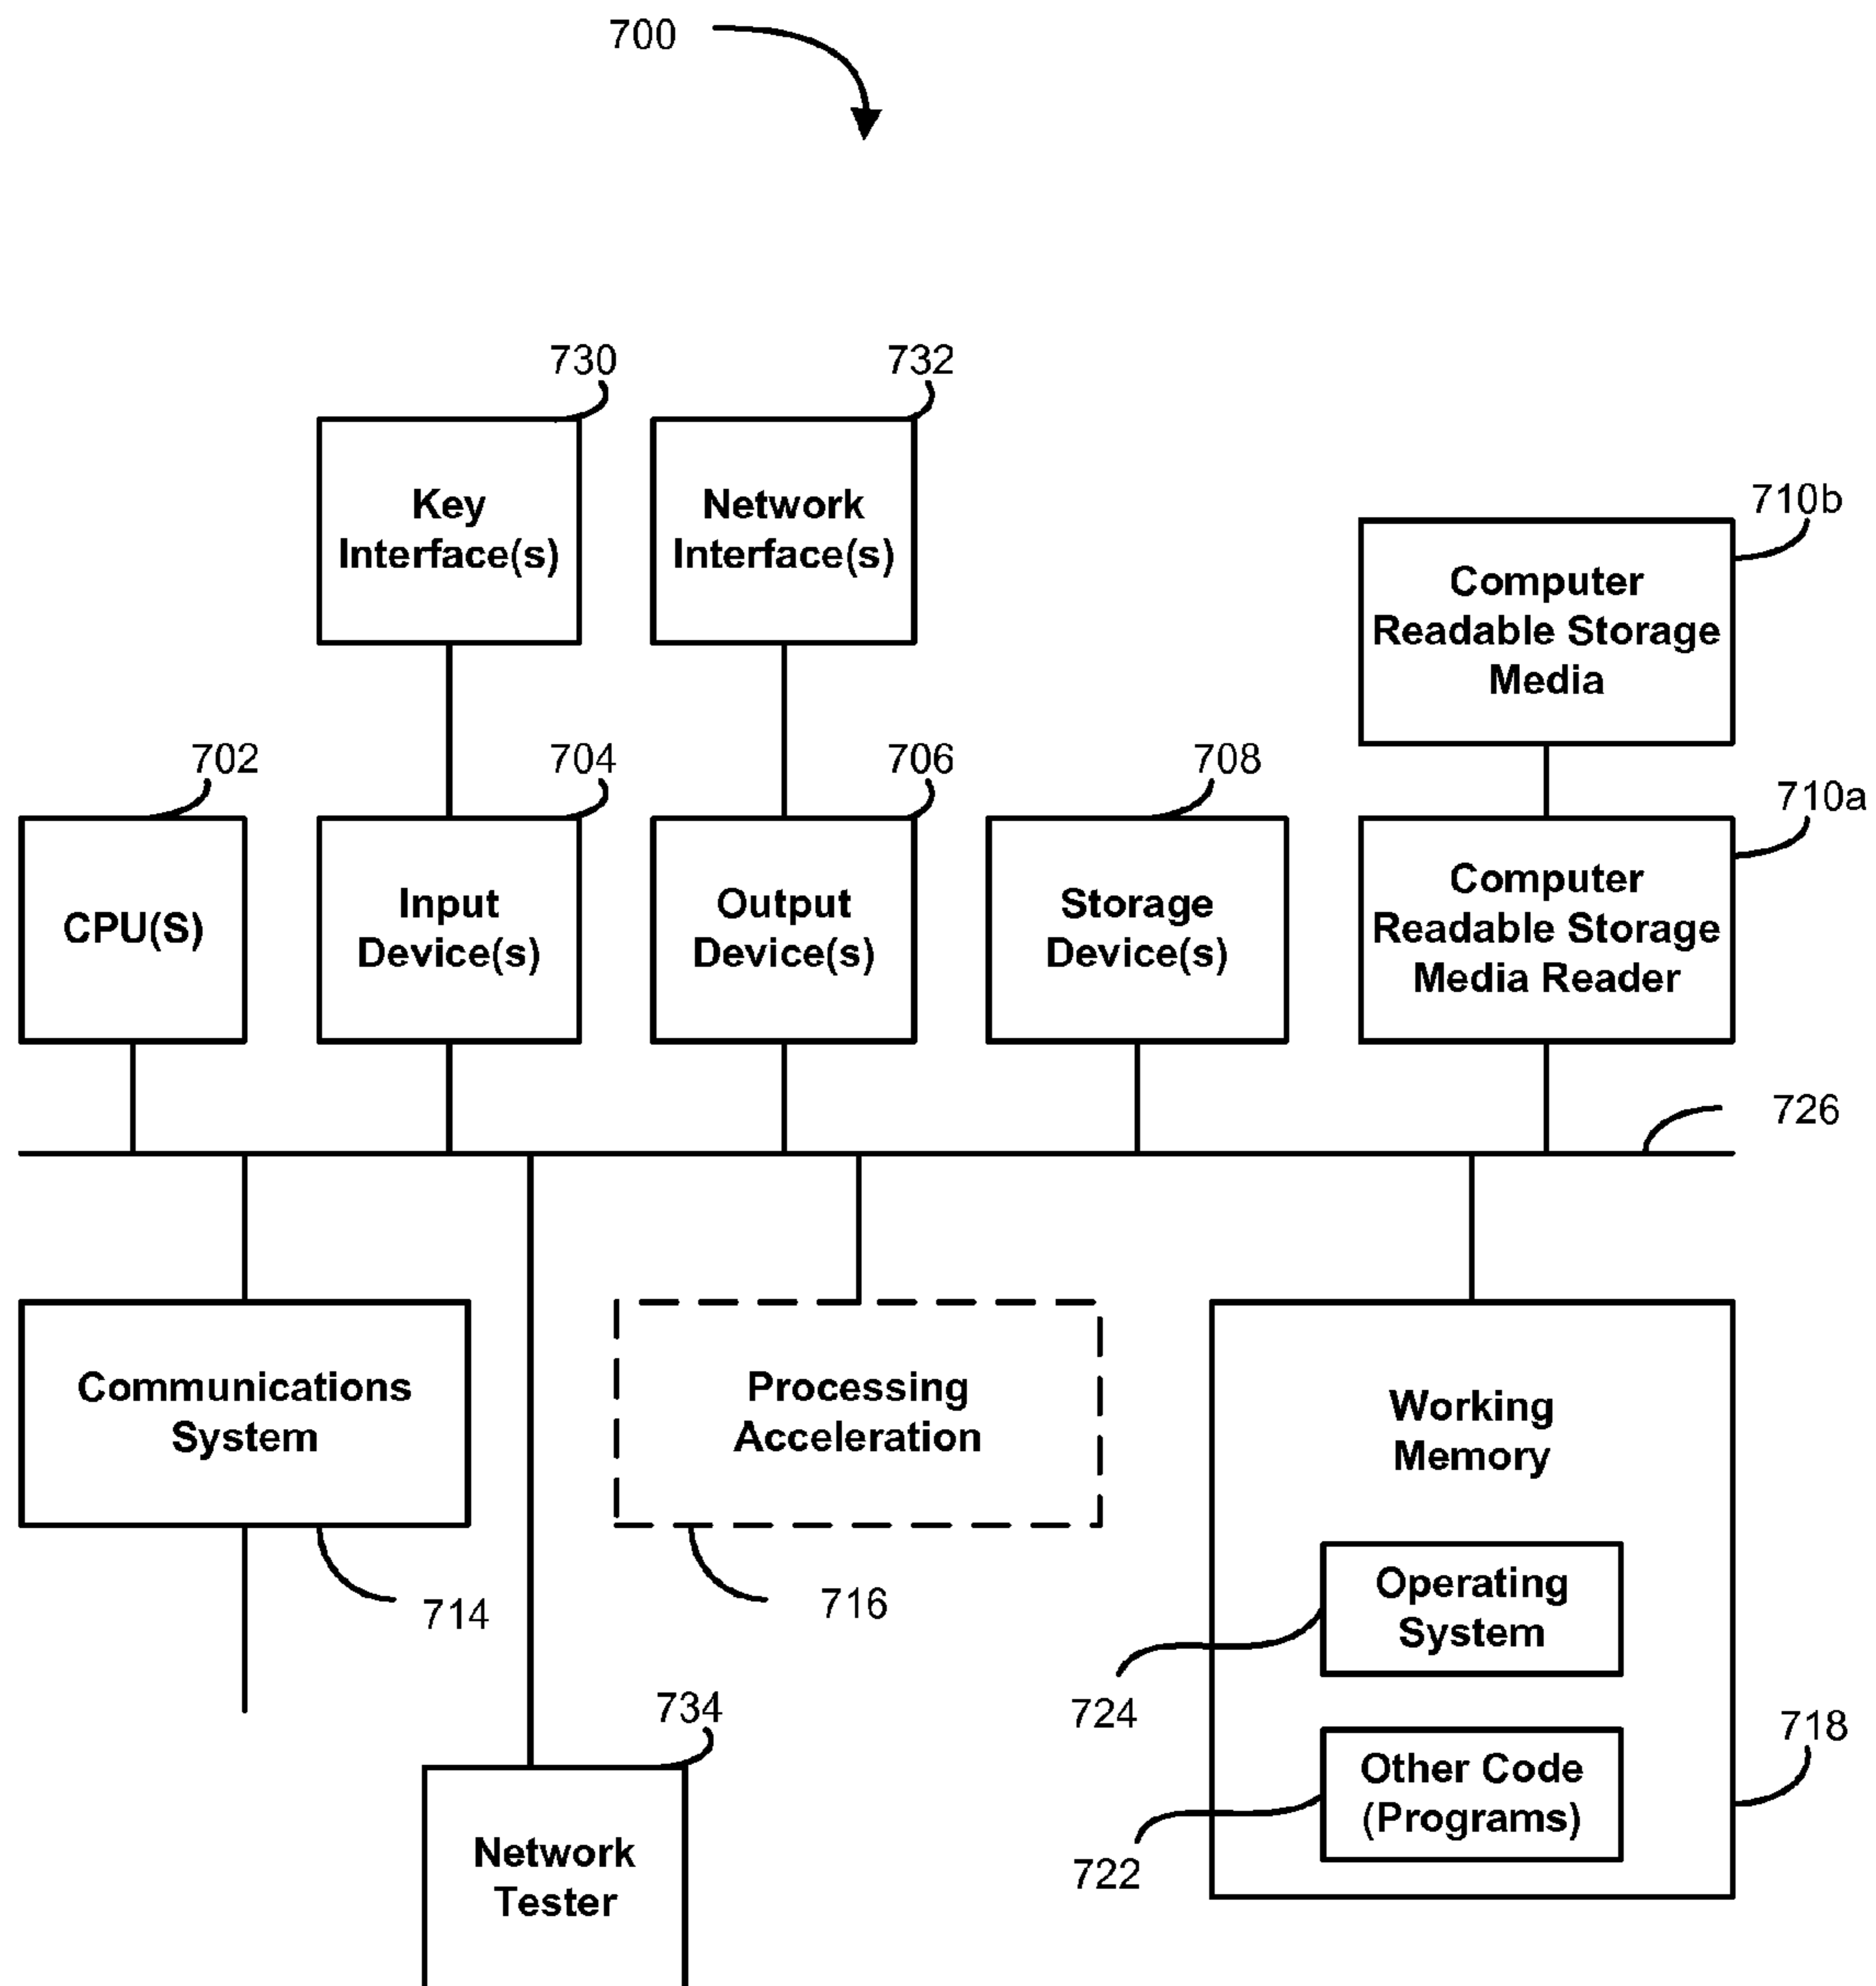 700
730
732
Key
Interface(s)
Network
Interface(s)
710b
Computer
Readable Storage
Media
702
704
706
708
710a
CPU(S)
Input
Device(s)
Output
Device(s)
Storage
Device(s)
Computer
Readable Storage
Media Reader
726
Communications
System
Processing
Acceleration
Working
Memory
714
716
Operating
System
724
734
718
Other Code
(Programs)
722
Network
Tester